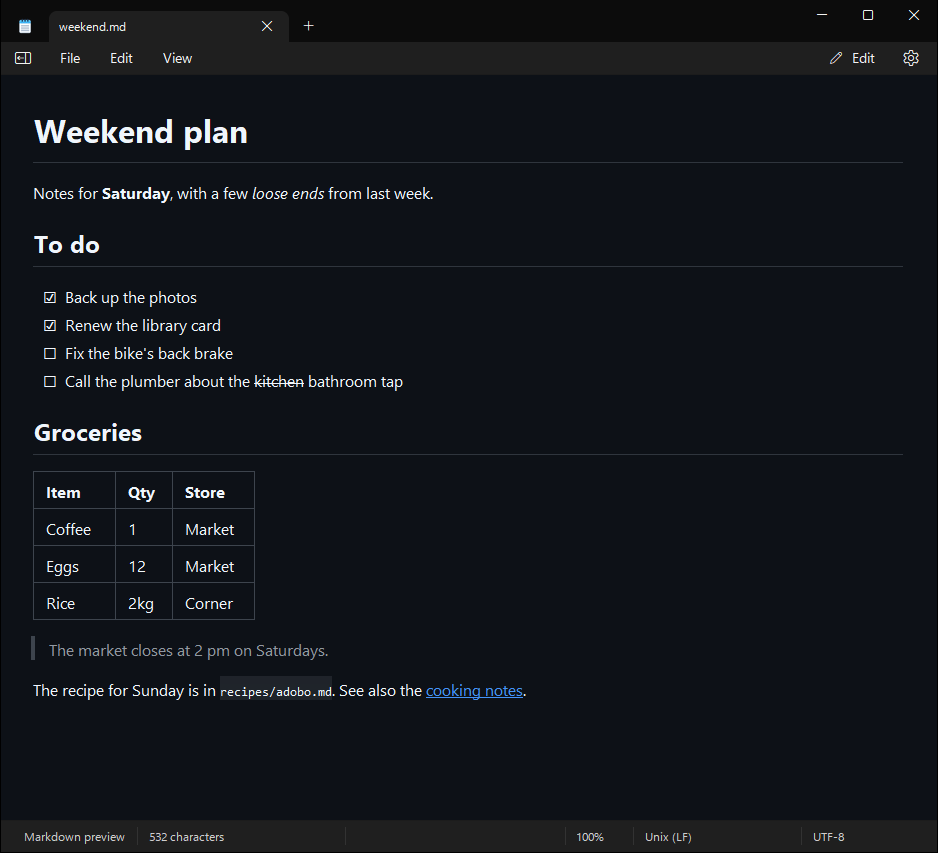 weekend.md
File Edit View Edit
Weekend plan
Notes for Saturday, with a few loose ends from last week.
To do
Back up the photos
Renew the library card
Fix the bike's back brake
Call the plumber about the kitchen bathroom tap
Groceries
Item Qty Store
Coffee 1 Market
Eggs 12 Market
Rice 2kg Corner
The market closes at 2 pm on Saturdays.
The recipe for Sunday is in recipes/adobo.md. See also the cooking notes.
Markdown preview 532 characters 100% Unix (LF) UTF-8